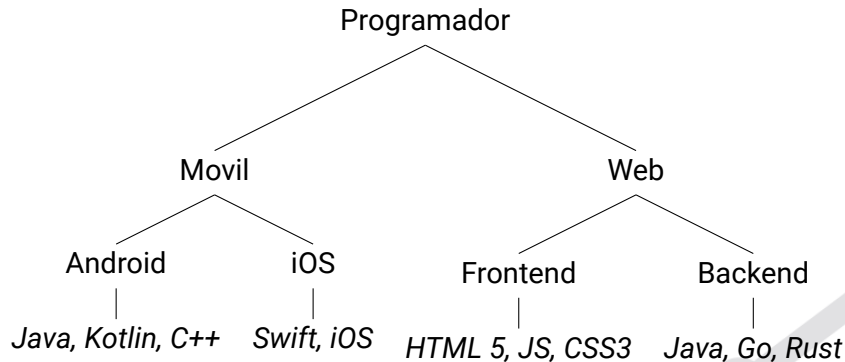 Programador
Movil Web
Android iOS Frontend Backend
Java, Kotlin, C++ Swift, iOS HTML 5, JS, CSS3 Java, Go, Rust